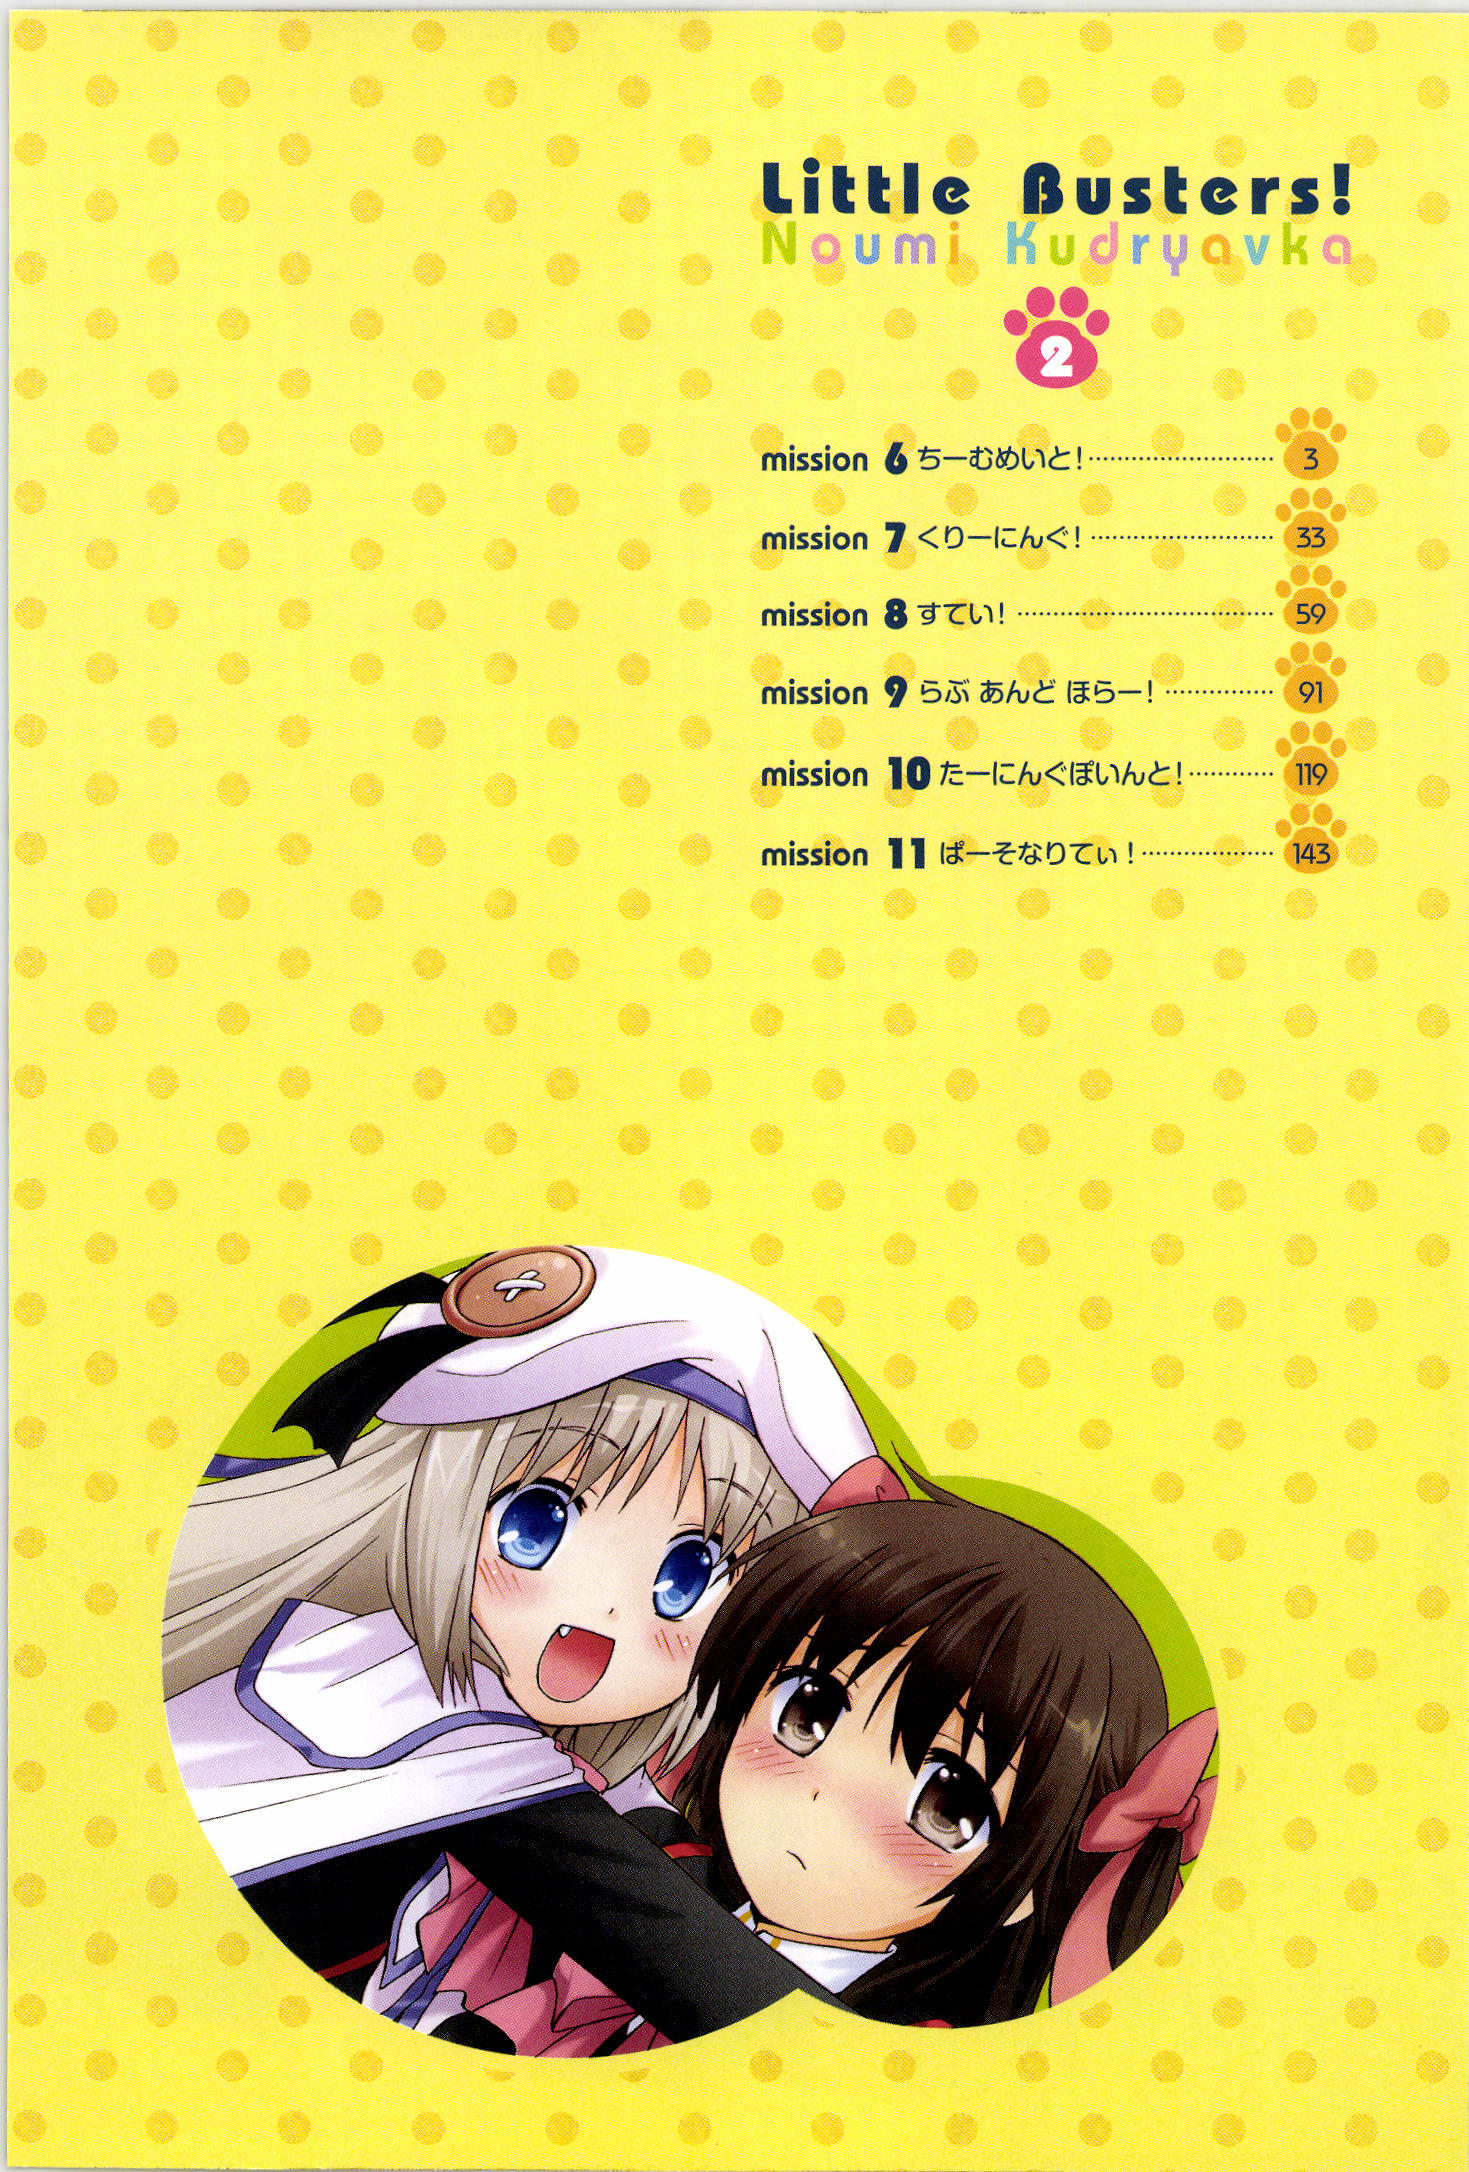 Little Busters!
Noumi Kudryavka
2
mission 6 ちーむめいと! 3
mission 7 くりーにんぐ! 33
mission 8 すてい! 59
mission 9 らぶ あんど ほらー! 91
mission 10 たーにんぐぽいんと! 119
mission 11 ぱーそなりてぃ! 143